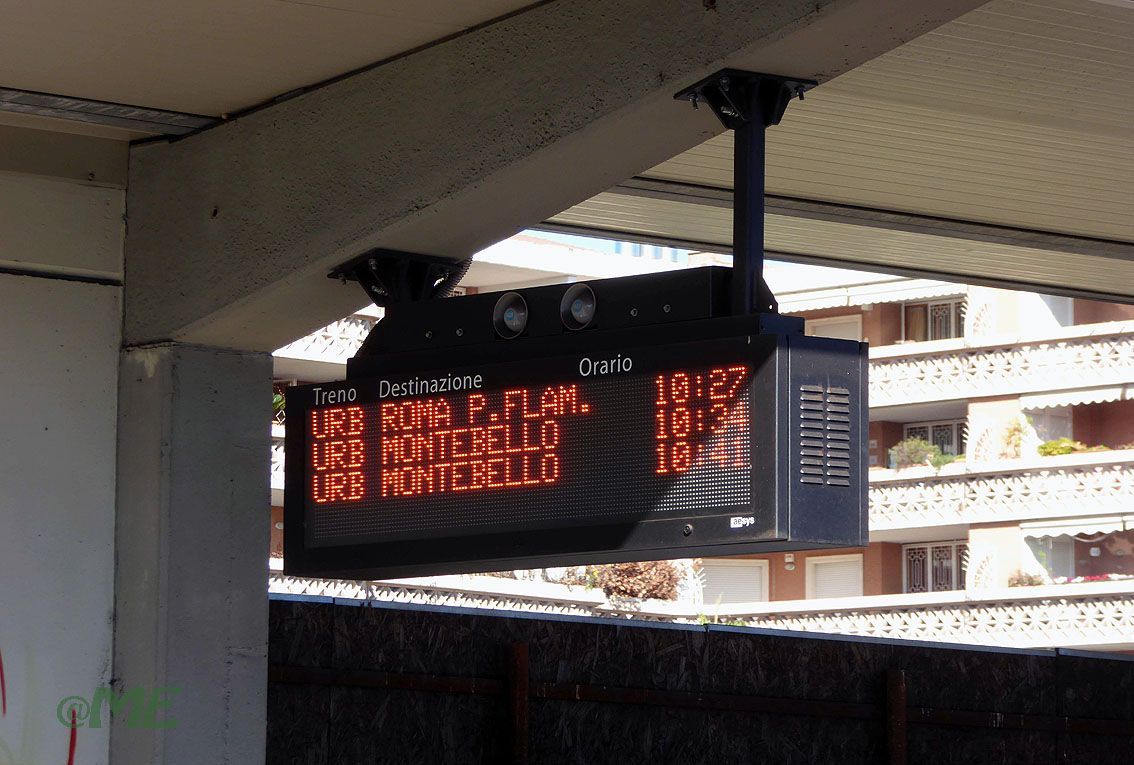 Treno Destinazione Orario
URB ROMA P.FLAM. 10:27
URB MONTEBELLO 10:34
URB MONTEBELLO 10:41
aesys
@ME